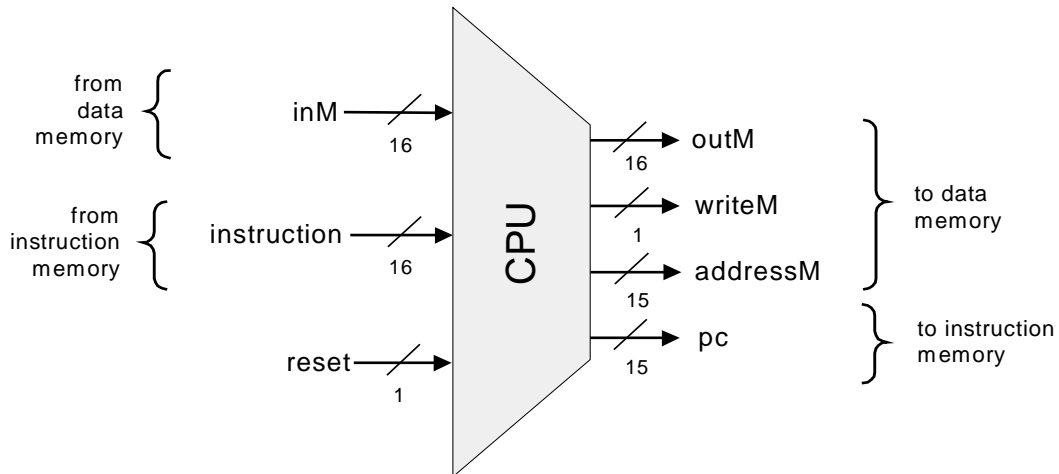 from
data
memory
inM
16
from
instruction
memory
instruction
16
reset
1
CPU
outM
16
writeM
1
addressM
15
pc
15
to data
memory
to instruction
memory